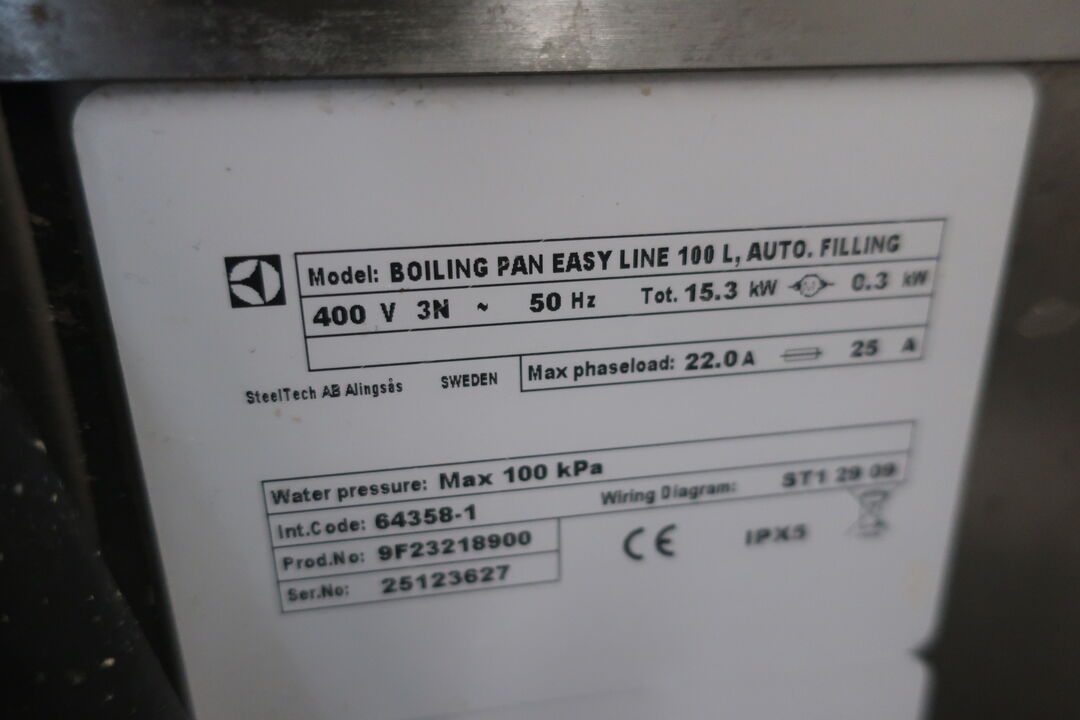 Model: BOILING PAN EASY LINE 100 L, AUTO. FILLING
400 V 3N ~ 50 Hz Tot. 15.3 kW 0.3 kW
Max phaseload: 22.0 A 25 A
SteelTech AB Alingsås SWEDEN
Water pressure: Max 100 kPa
Int.Code: 64358-1 Wiring Diagram: ST1 29 09
Prod.No: 9F23218900 CE IPX5
Ser.No: 25123627